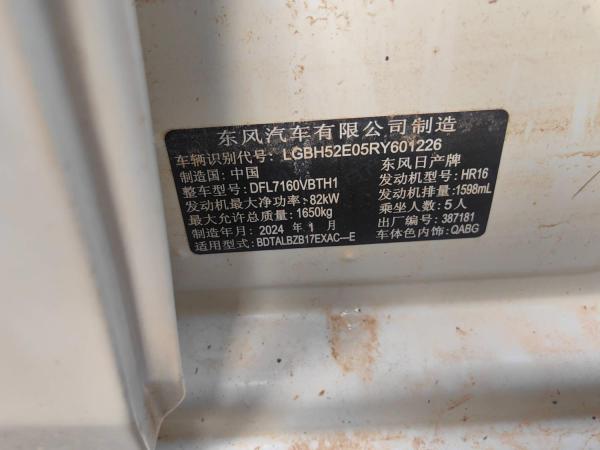 东风汽车有限公司制造
车辆识别代号: LGBH52E05RY601226
制造国: 中国 东风日产牌
整车型号: DFL7160VBTH1 发动机型号: HR16
发动机最大净功率: 82kW 发动机排量: 1598mL
最大允许总质量: 1650kg 乘坐人数: 5人
制造年月: 2024 年 1 月 出厂编号: 387181
适用型式: BDTALBZB17EXAC—E 车体色内饰: QABG